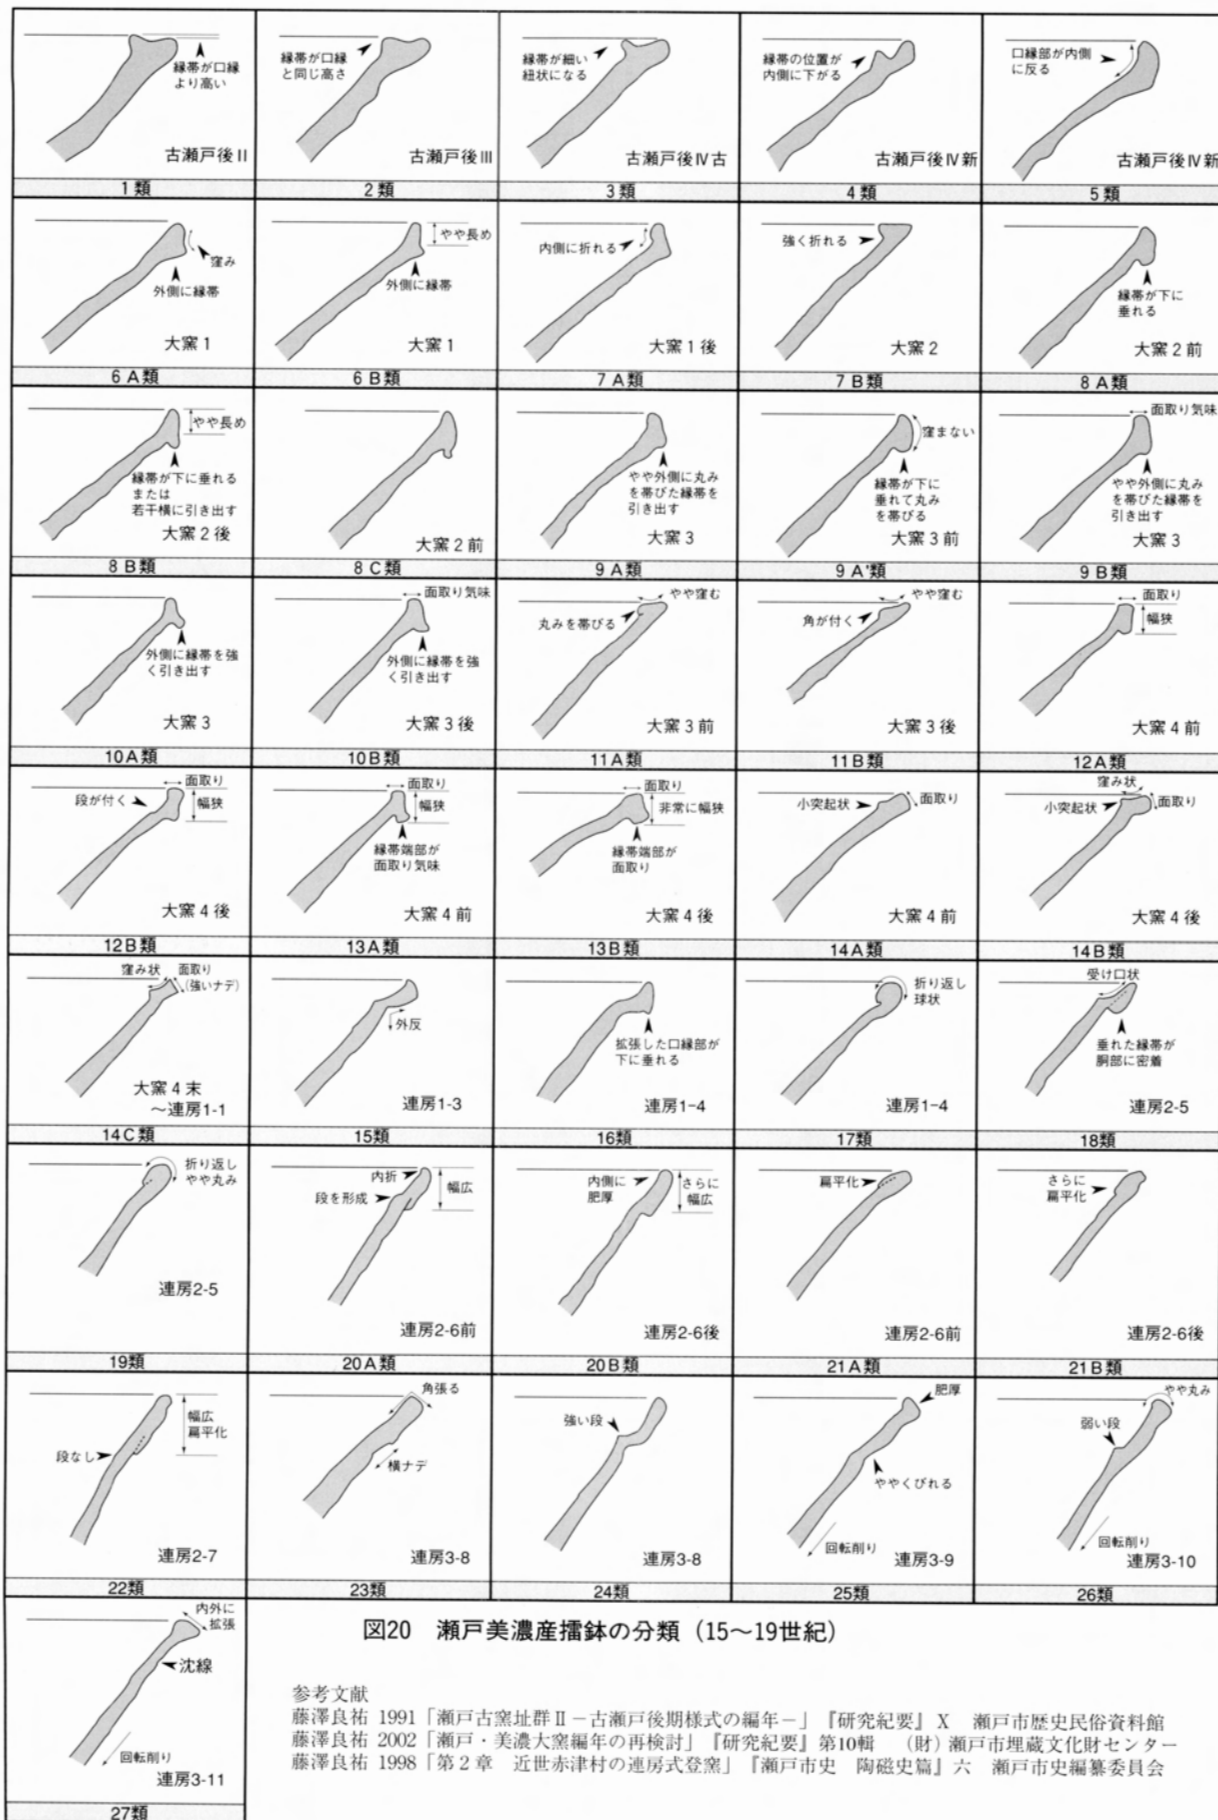 縁帯が口縁
より高い
古瀬戸後Ⅱ
1類
縁帯が口縁
と同じ高さ
古瀬戸後Ⅲ
2類
縁帯が細い
紐状になる
古瀬戸後Ⅳ古
3類
縁帯の位置が
内側に下がる
古瀬戸後Ⅳ新
4類
口縁部が内側
に反る
古瀬戸後Ⅳ新
5類
窪み
外側に縁帯
大窯1
6A類
やや長め
外側に縁帯
大窯1
6B類
内側に折れる
大窯1後
7A類
強く折れる
大窯2
7B類
縁帯が下に
垂れる
大窯2前
8A類
やや長め
縁帯が下に垂れる
または
若干横に引き出す
大窯2後
8B類
大窯2前
8C類
やや外側に丸み
を帯びた縁帯を
引き出す
大窯3
9A類
窪まない
縁帯が下に
垂れて丸み
を帯びる
大窯3前
9A'類
面取り気味
やや外側に丸み
を帯びた縁帯を
引き出す
大窯3
9B類
外側に縁帯を強
く引き出す
大窯3
10A類
面取り気味
外側に縁帯を強
く引き出す
大窯3後
10B類
やや窪む
丸みを帯びる
大窯3前
11A類
やや窪む
角が付く
大窯3後
11B類
面取り
幅狭
大窯4前
12A類
面取り
段が付く
幅狭
大窯4後
12B類
面取り
幅狭
縁帯端部が
面取り気味
大窯4前
13A類
面取り
非常に幅狭
縁帯端部が
面取り
大窯4後
13B類
小突起状
面取り
大窯4前
14A類
窪み状
小突起状
面取り
大窯4後
14B類
窪み状
面取り
(強いナデ)
大窯4末
～連房1-1
14C類
外反
連房1-3
15類
拡張した口縁部が
下に垂れる
連房1-4
16類
折り返し
球状
連房1-4
17類
受け口状
垂れた縁帯が
胴部に密着
連房2-5
18類
折り返し
やや丸み
連房2-5
19類
内折
段を形成
幅広
連房2-6前
20A類
内側に
肥厚
さらに
幅広
連房2-6後
20B類
扁平化
連房2-6前
21A類
さらに
扁平化
連房2-6後
21B類
幅広
扁平化
段なし
連房2-7
22類
角張る
横ナデ
連房3-8
23類
強い段
連房3-8
24類
肥厚
ややくびれる
回転削り
連房3-9
25類
やや丸み
弱い段
回転削り
連房3-10
26類
内外に
拡張
沈線
回転削り
連房3-11
27類
図20 瀬戸美濃産擂鉢の分類（15～19世紀）
参考文献
藤澤良祐 1991「瀬戸古窯址群Ⅱ－古瀬戸後期様式の編年－」『研究紀要』Ⅹ 瀬戸市歴史民俗資料館
藤澤良祐 2002「瀬戸・美濃大窯編年の再検討」『研究紀要』第10輯 （財）瀬戸市埋蔵文化財センター
藤澤良祐 1998「第2章 近世赤津村の連房式登窯」『瀬戸市史 陶磁史篇』六 瀬戸市史編纂委員会